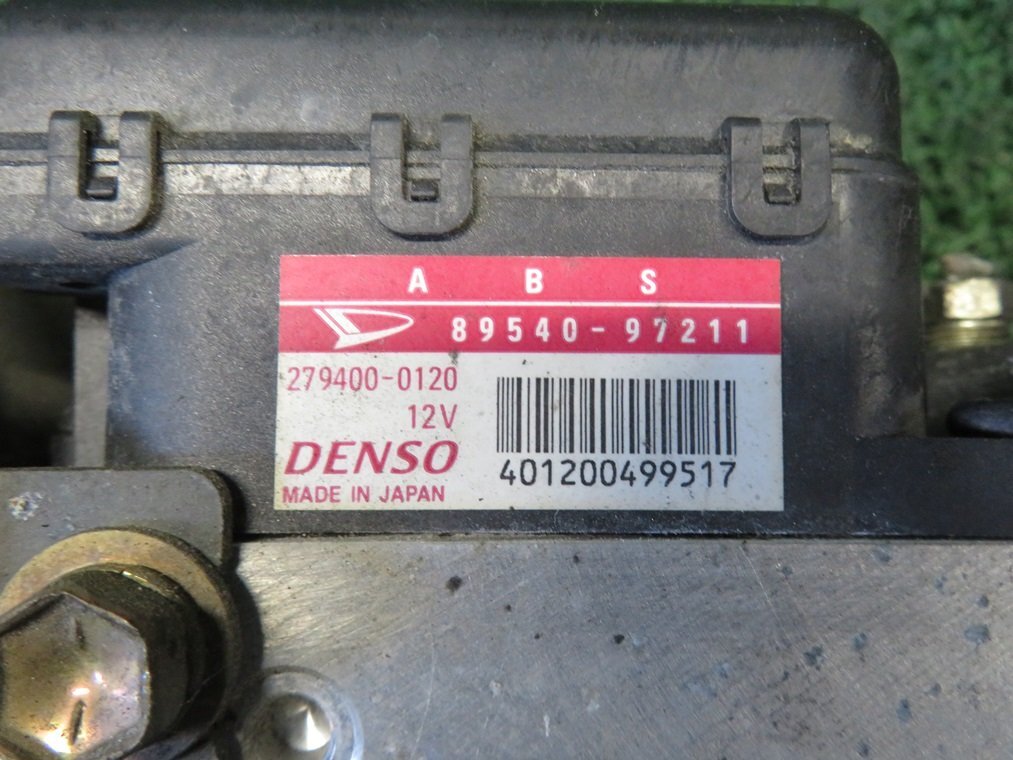 A B S
89540-97211
279400-0120
12V
DENSO
MADE IN JAPAN
401200499517